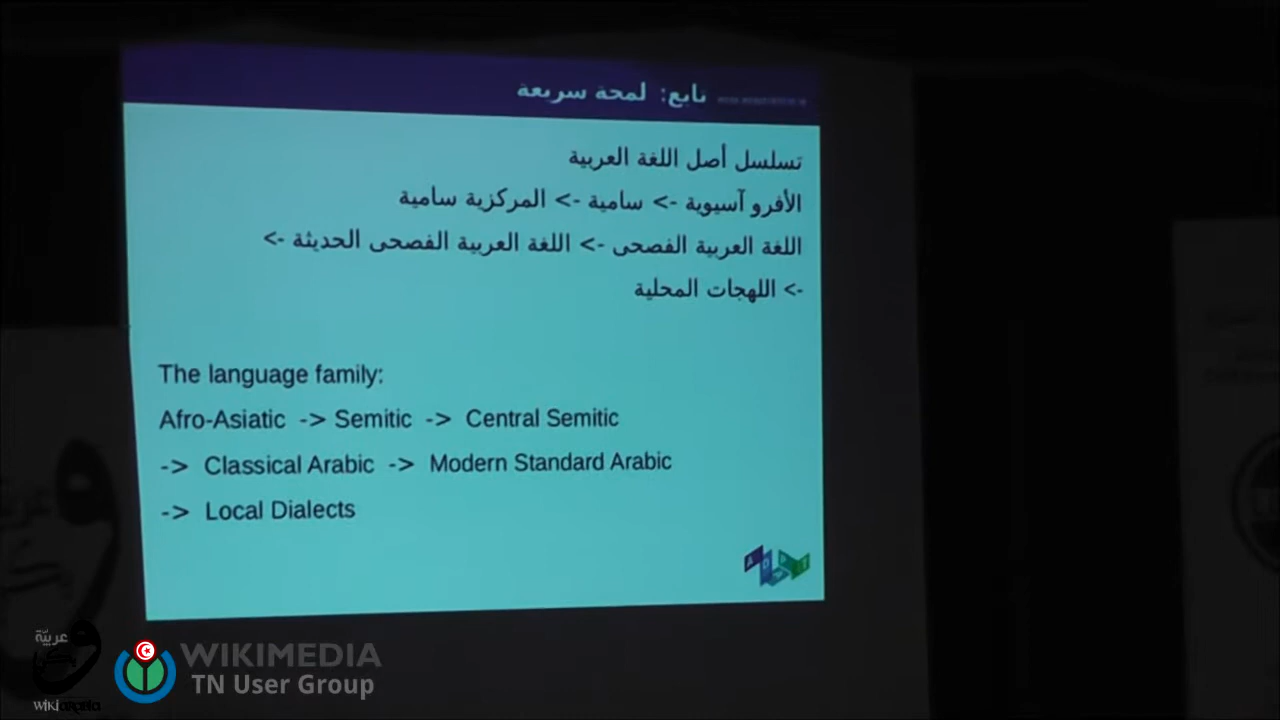 تابع: لمحة سريعة
تسلسل أصل اللغة العربية
الأفرو آسيوية -> سامية -> المركزية سامية
اللغة العربية الفصحى -> اللغة العربية الفصحى الحديثة ->
-> اللهجات المحلية
The language family:
Afro-Asiatic -> Semitic -> Central Semitic
-> Classical Arabic -> Modern Standard Arabic
-> Local Dialects
عربيّة
WIKIMEDIA
TN User Group